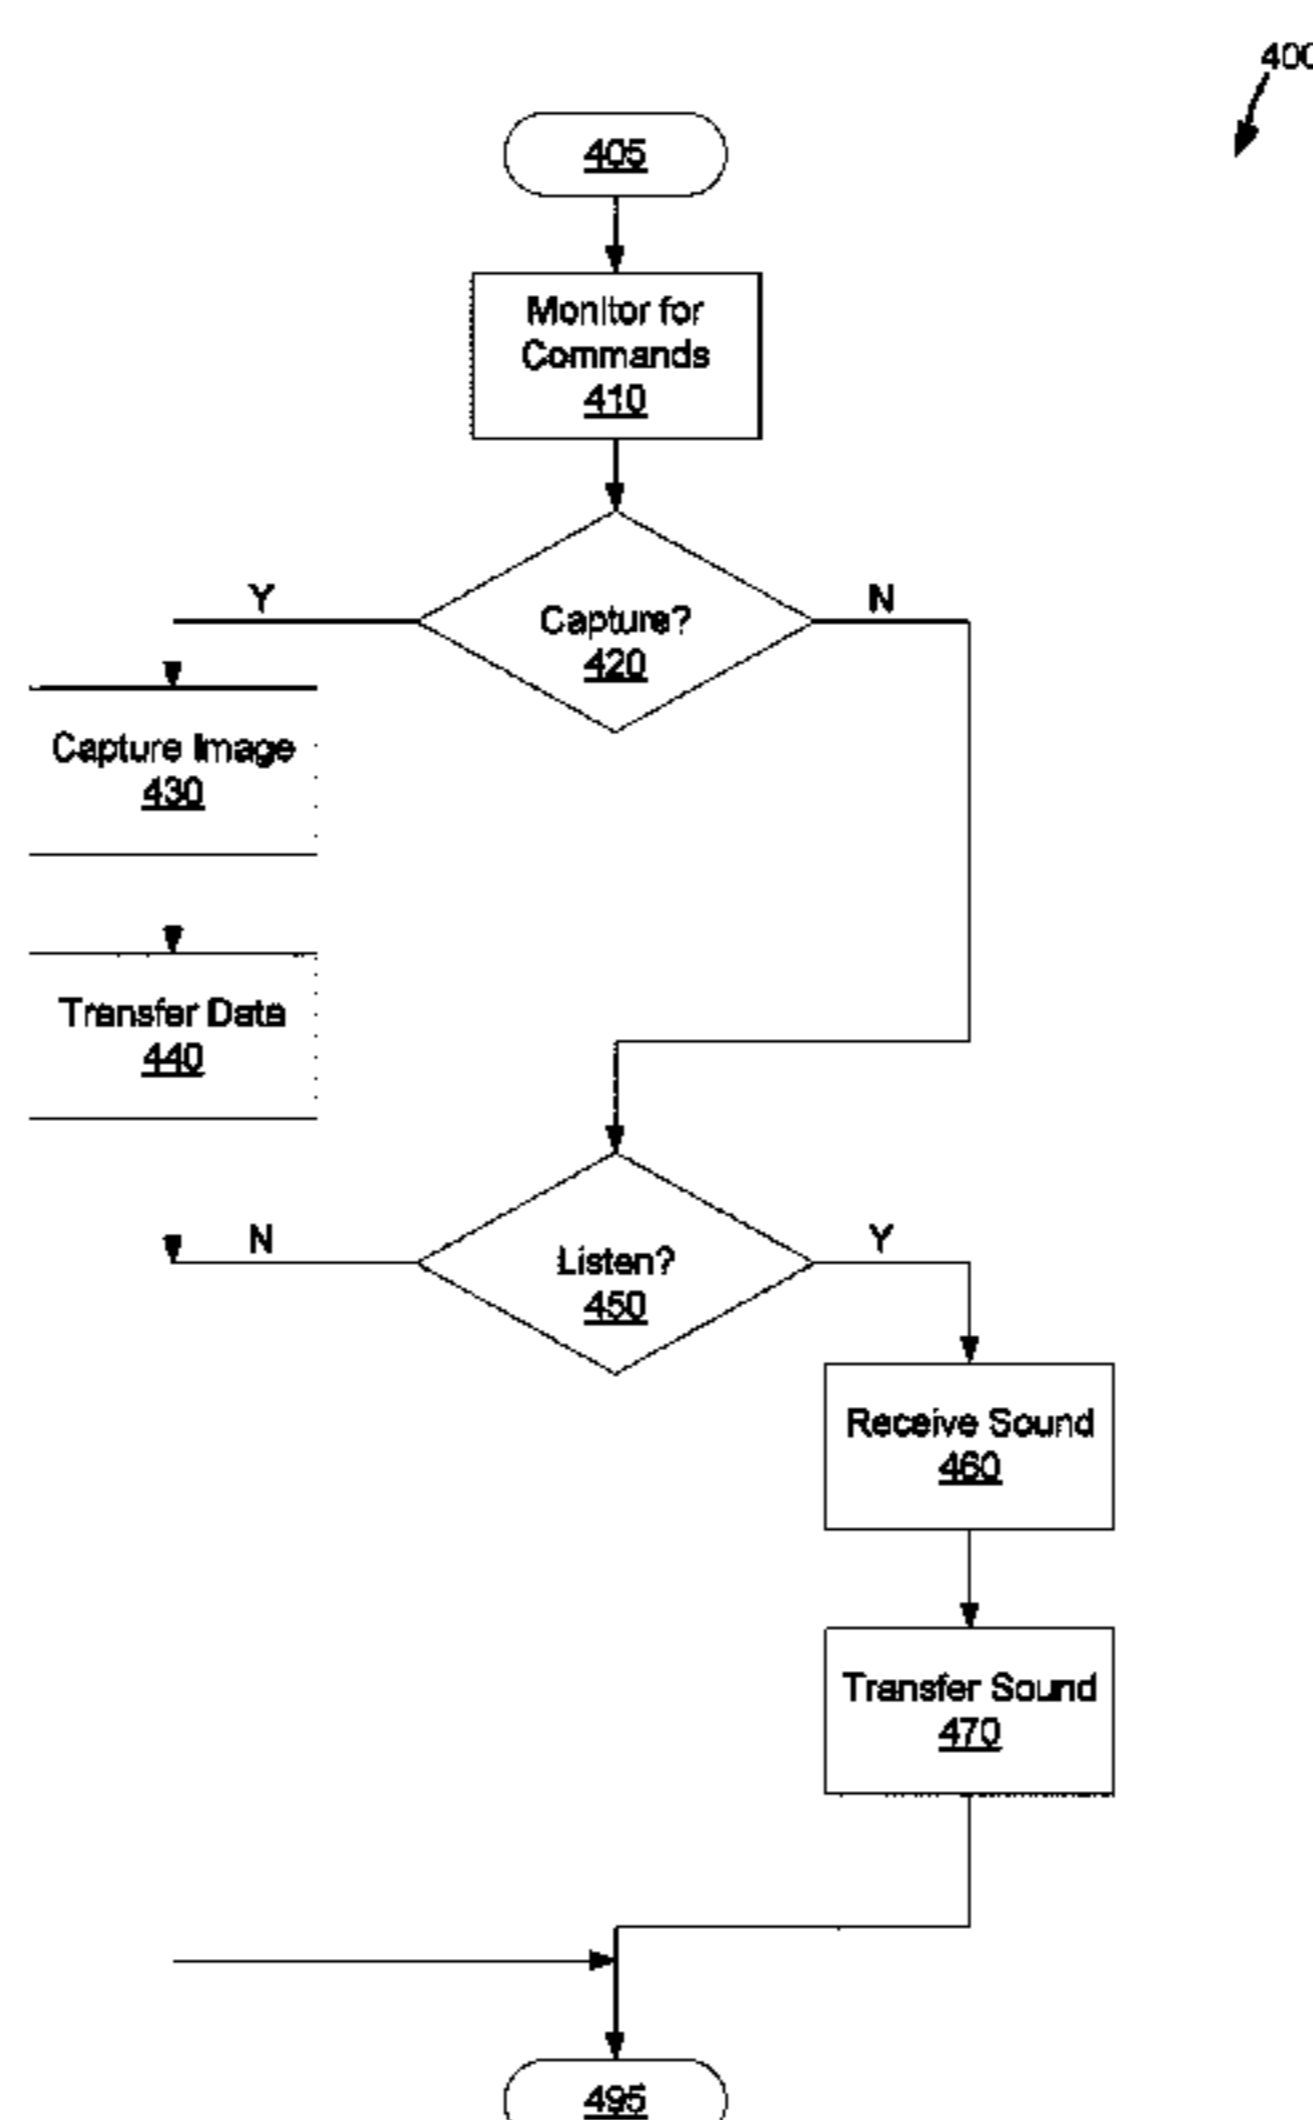 400
405
Monitor for
Commands
410
Y
N
Capture?
420
Capture Image
430
Transfer Data
440
N
Y
Listen?
450
Receive Sound
460
Transfer Sound
470
495